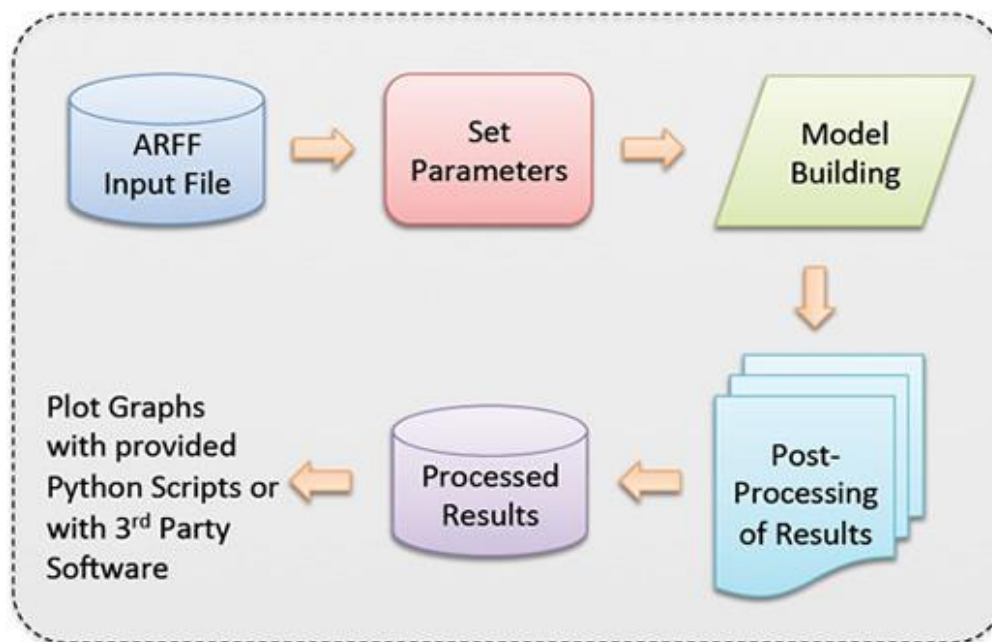 ARFF
Input File
Set
Parameters
Model
Building
Post-
Processing
of Results
Processed
Results
Plot Graphs
with provided
Python Scripts or
with 3rd Party
Software